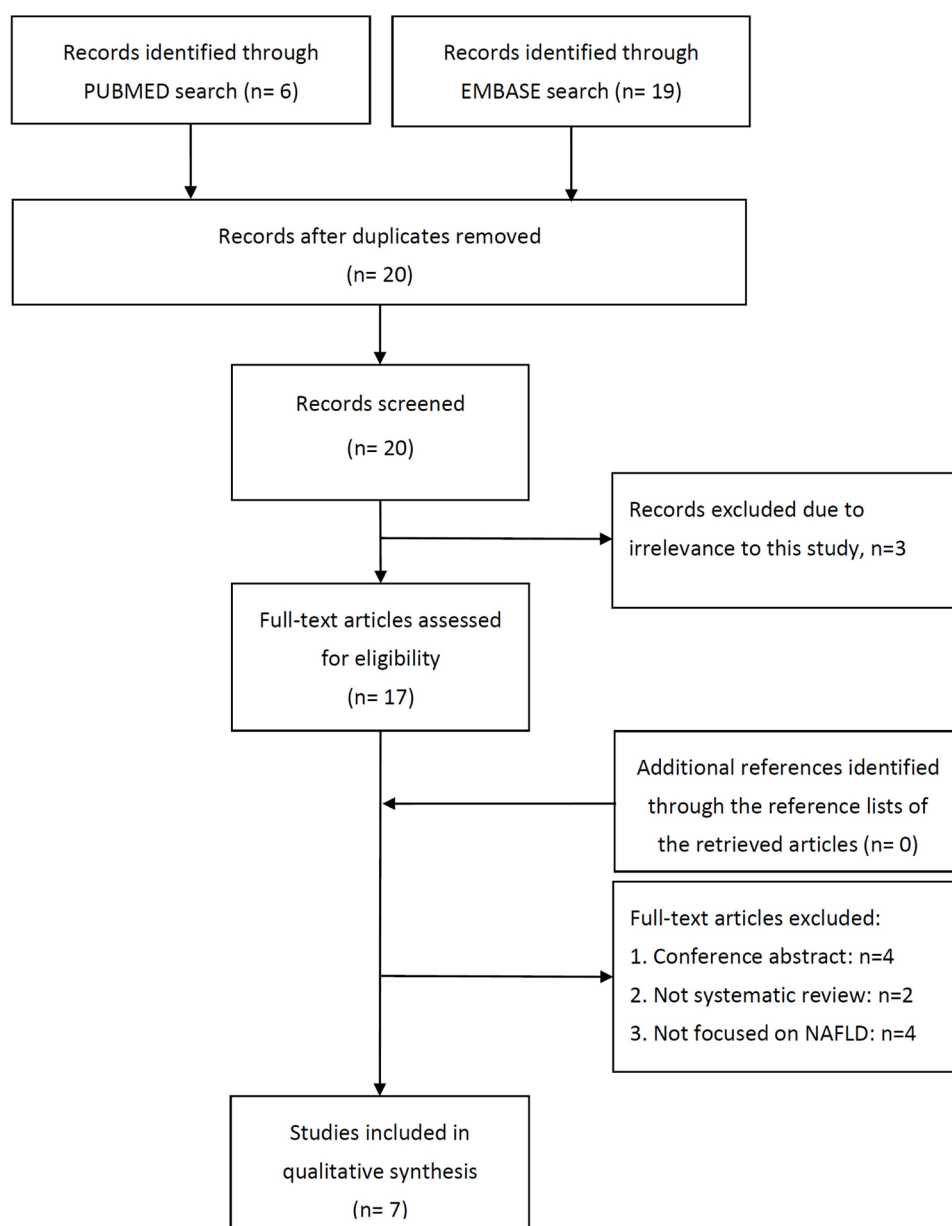 Records identified through
PUBMED search (n= 6)
Records identified through
EMBASE search (n= 19)
Records after duplicates removed
(n= 20)
Records screened
(n= 20)
Records excluded due to
irrelevance to this study, n=3
Full-text articles assessed
for eligibility
(n= 17)
Additional references identified
through the reference lists of
the retrieved articles (n= 0)
Full-text articles excluded:
1. Conference abstract: n=4
2. Not systematic review: n=2
3. Not focused on NAFLD: n=4
Studies included in
qualitative synthesis
(n= 7)